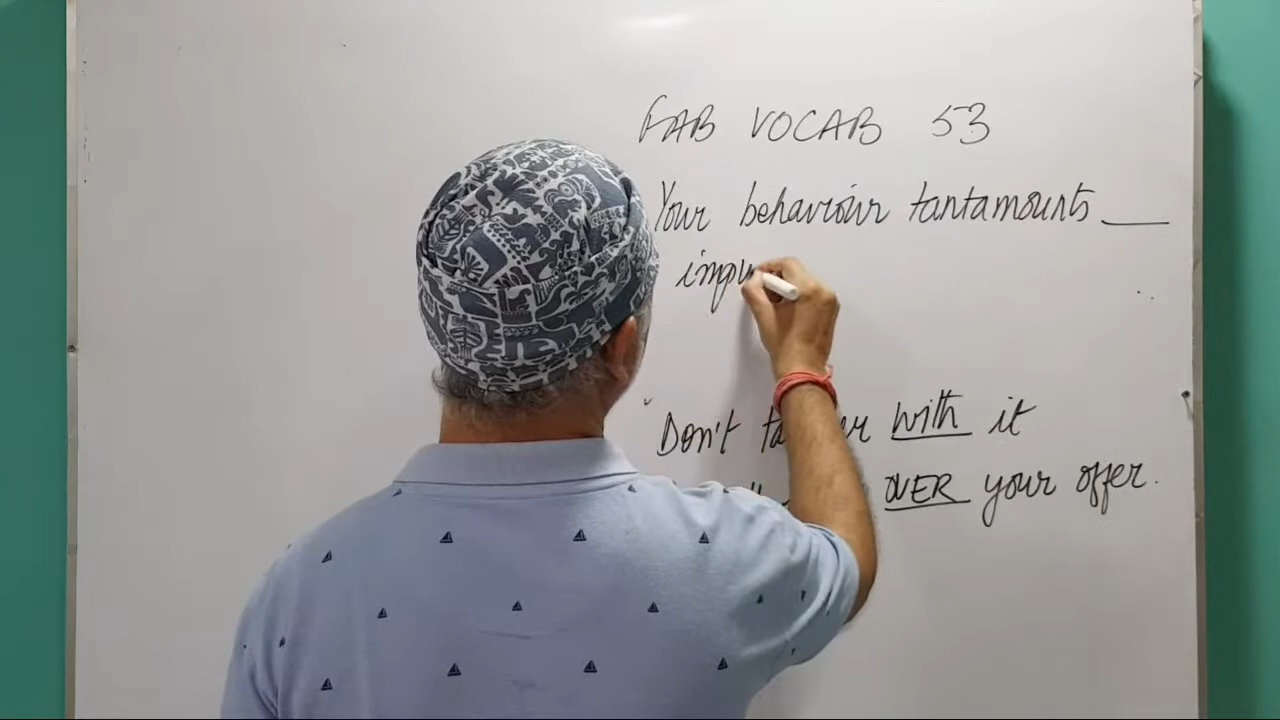 FAB VOCAB 53
Your behaviour tantamounts ___
impu
Don't with it
OVER your offer.